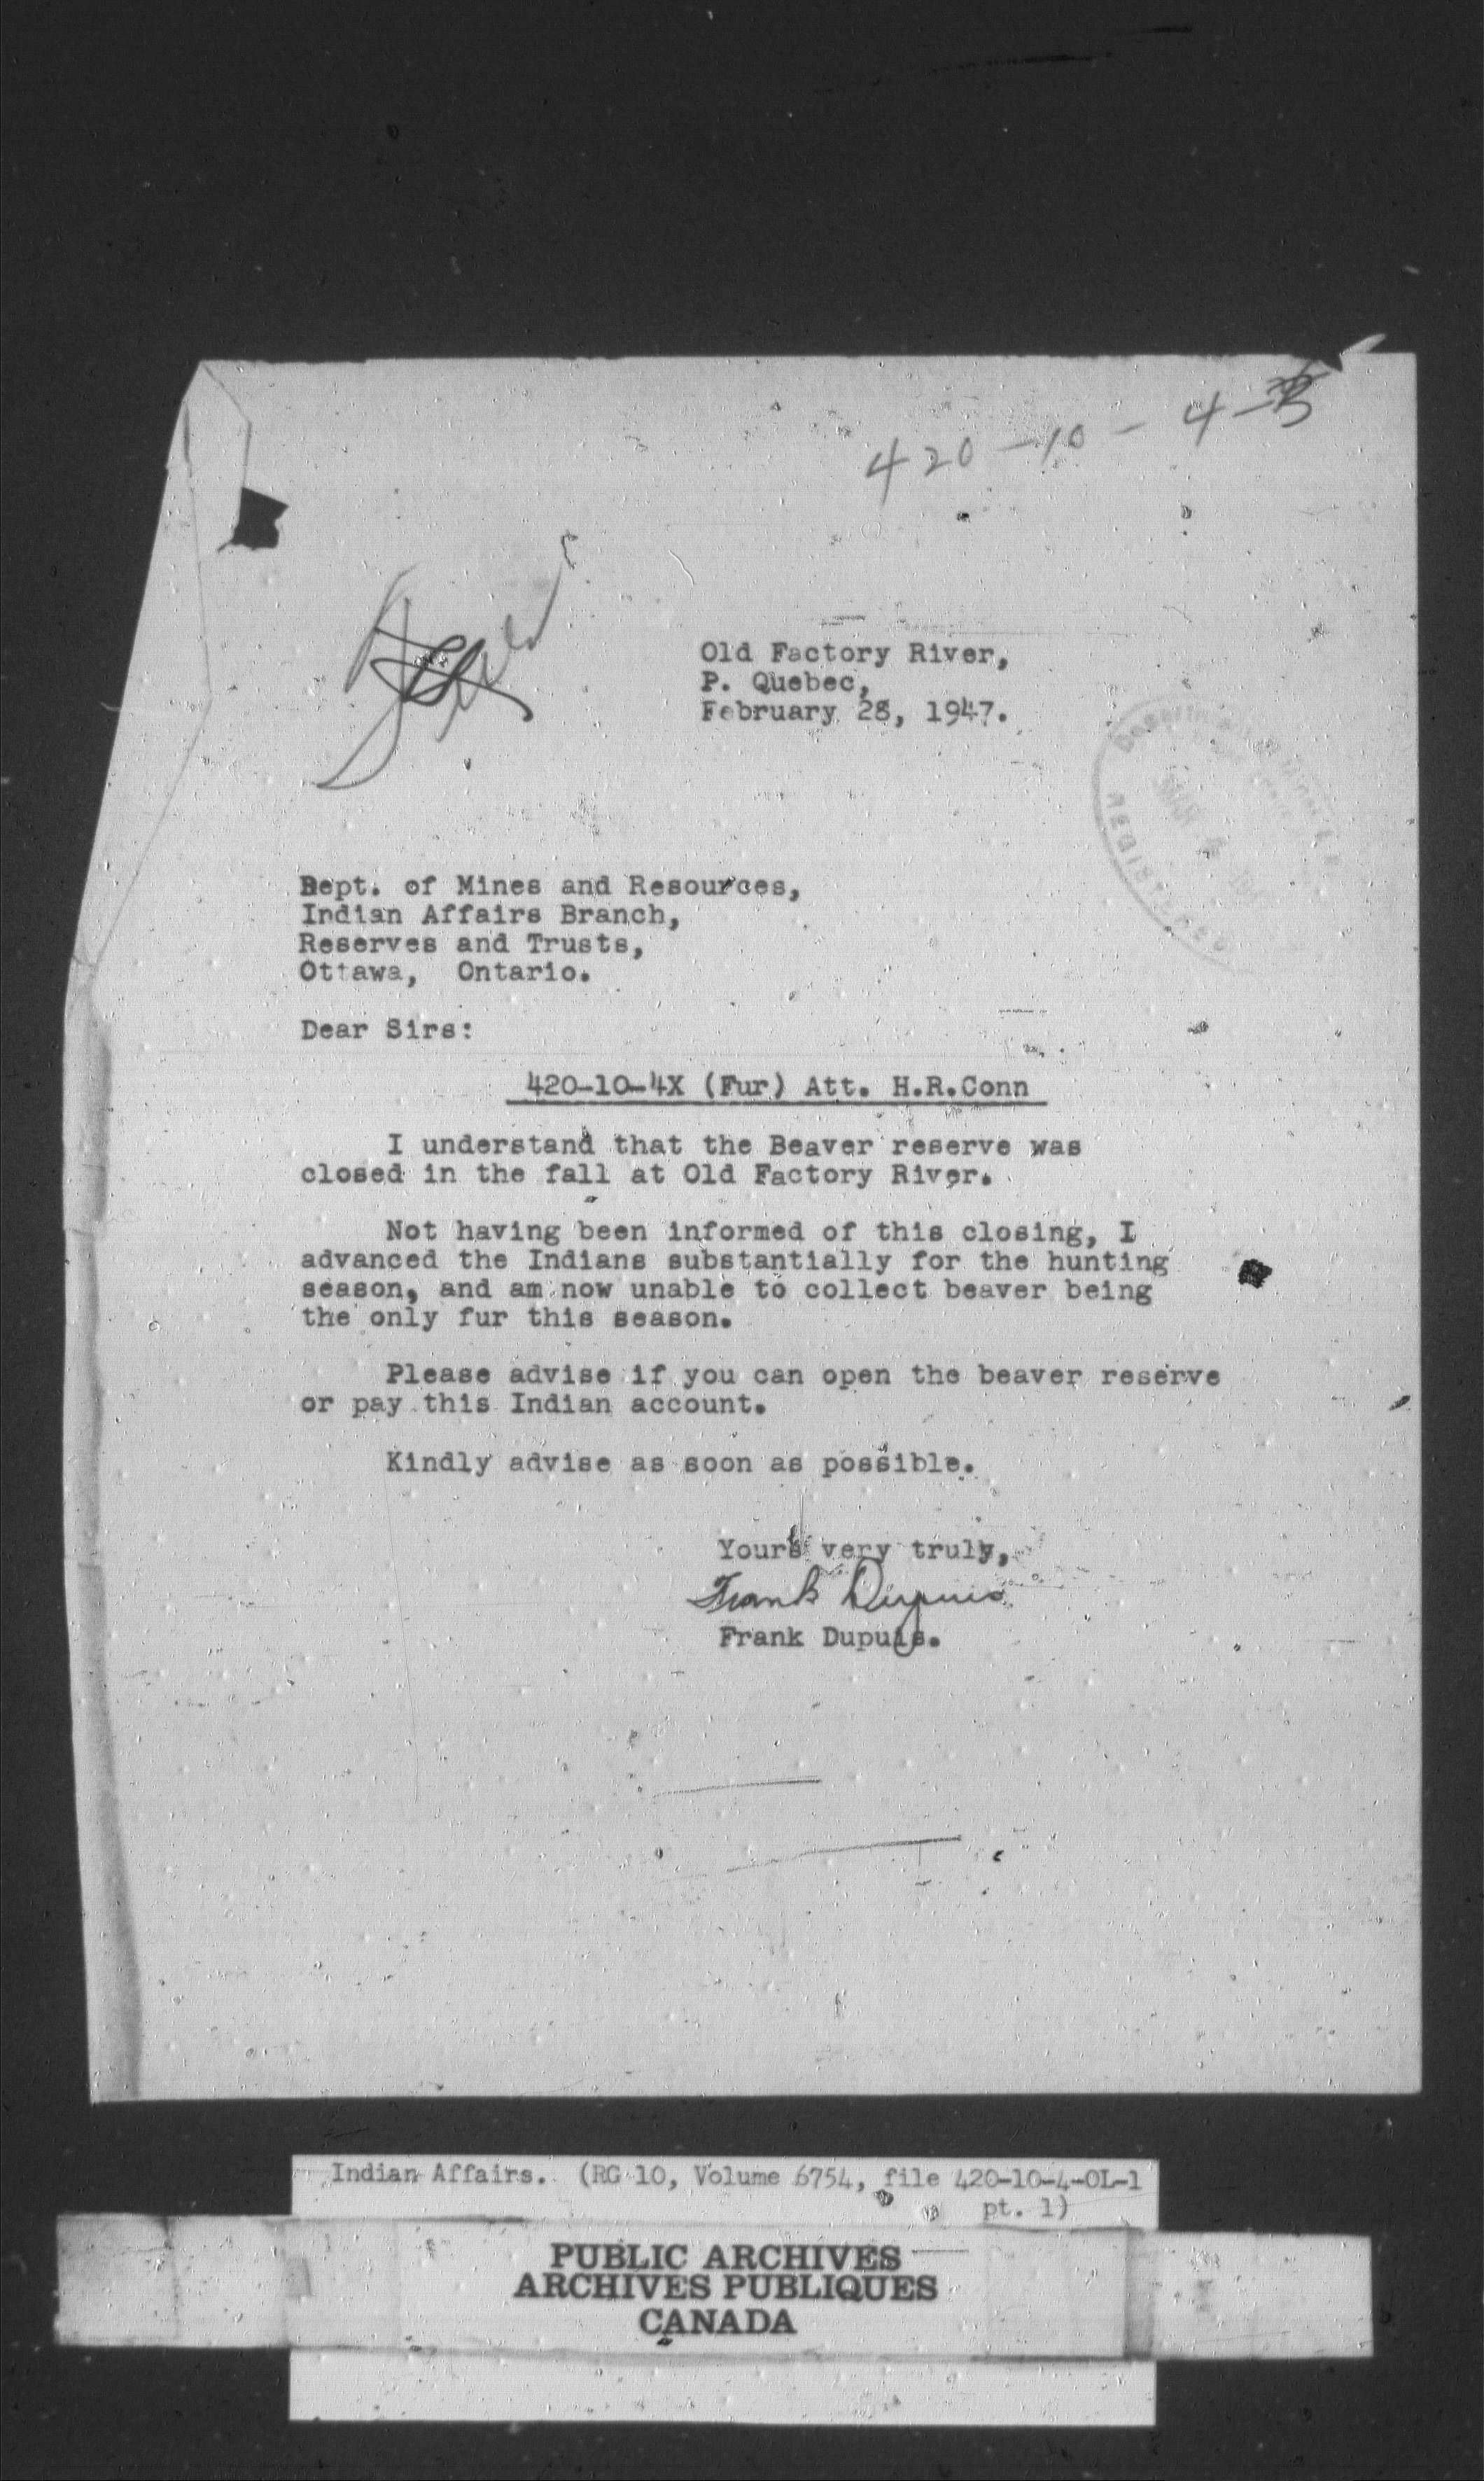 420-10-4-
Old Factory River,
P. Quebec,
February 28, 1947.
REGISTERED
Dept. of Mines and Resources,
Indian Affairs Branch,
Reserves and Trusts,
Ottawa, Ontario.
Dear Sirs:
420-10-4X (Fur) Att. H.R.Conn
I understand that the Beaver reserve was
closed in the fall at Old Factory River.
Not having been informed of this closing, I
advanced the Indians substantially for the hunting
season, and am now unable to collect beaver being
the only fur this season.
Please advise if you can open the beaver reserve
or pay this Indian account.
Kindly advise as soon as possible.
Yours very truly,
Frank Dupuis
Frank Dupuis.
Indian Affairs. (RG 10, Volume 6754, file 420-10-4-OL-1
pt. 1)
PUBLIC ARCHIVES
ARCHIVES PUBLIQUES
CANADA